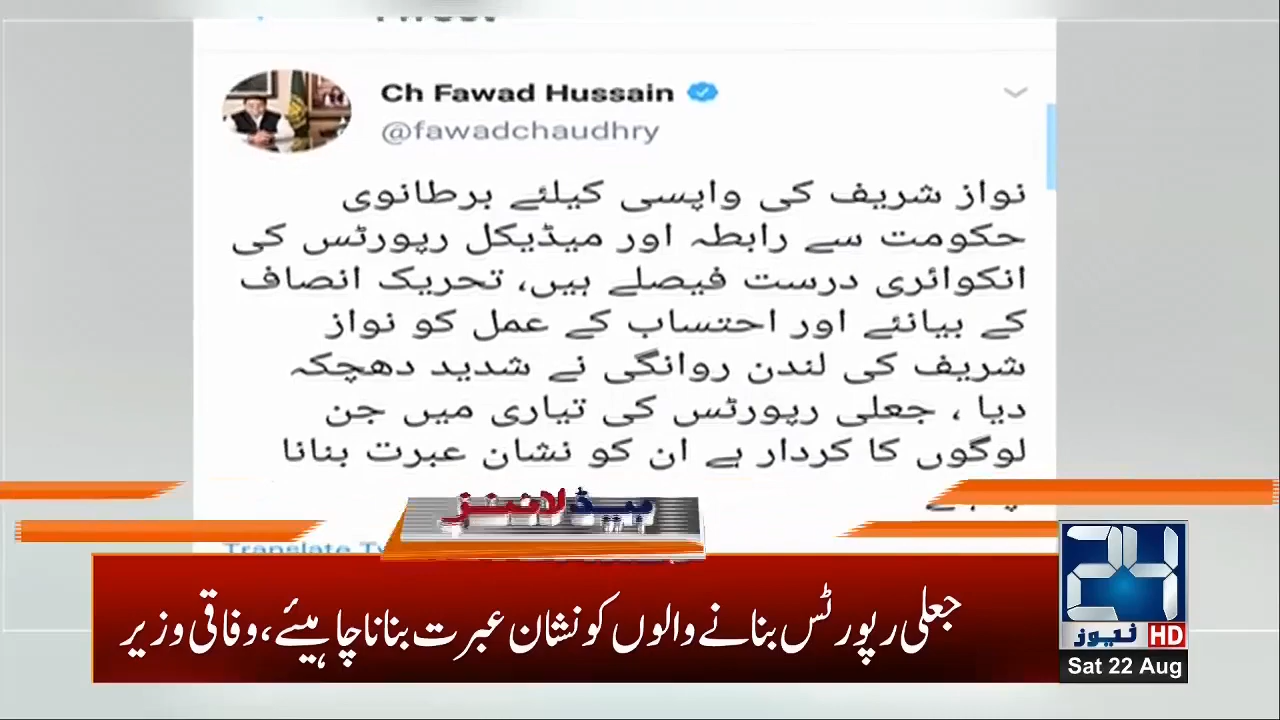 Ch Fawad Hussain
@fawadchaudhry
نواز شریف کی واپسی کیلئے برطانوی
حکومت سے رابطہ اور میڈیکل رپورٹس کی
انکوائری درست فیصلے ہیں، تحریک انصاف
کے بیانئے اور احتساب کے عمل کو نواز
شریف کی لندن روانگی نے شدید دھچکہ
دیا ، جعلی رپورٹس کی تیاری میں جن
لوگوں کا کردار ہے ان کو نشان عبرت بنانا
ہیڈلائنز
Translate
جعلی رپورٹس بنانے والوں کو نشان عبرت بنانا چاہیئے، وفاقی وزیر
24
نیوز HD
Sat 22 Aug